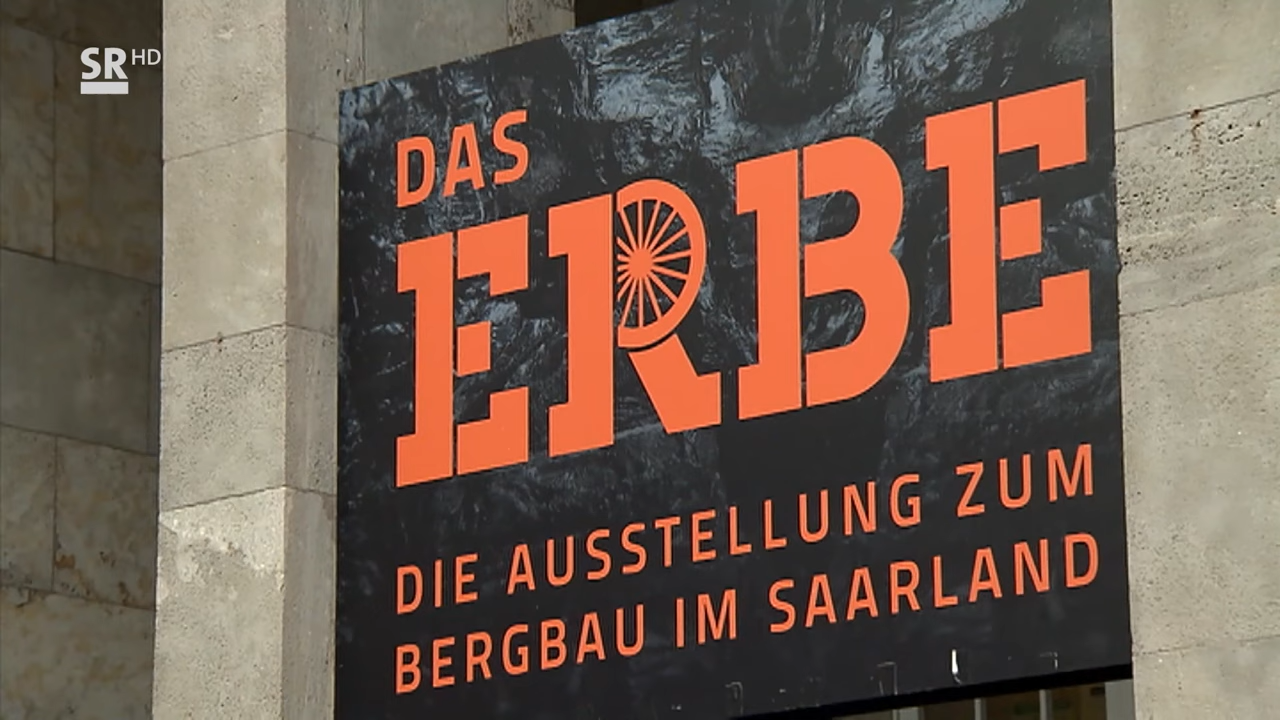 SR HD
DAS
ERBE
DIE AUSSTELLUNG ZUM
BERGBAU IM SAARLAND